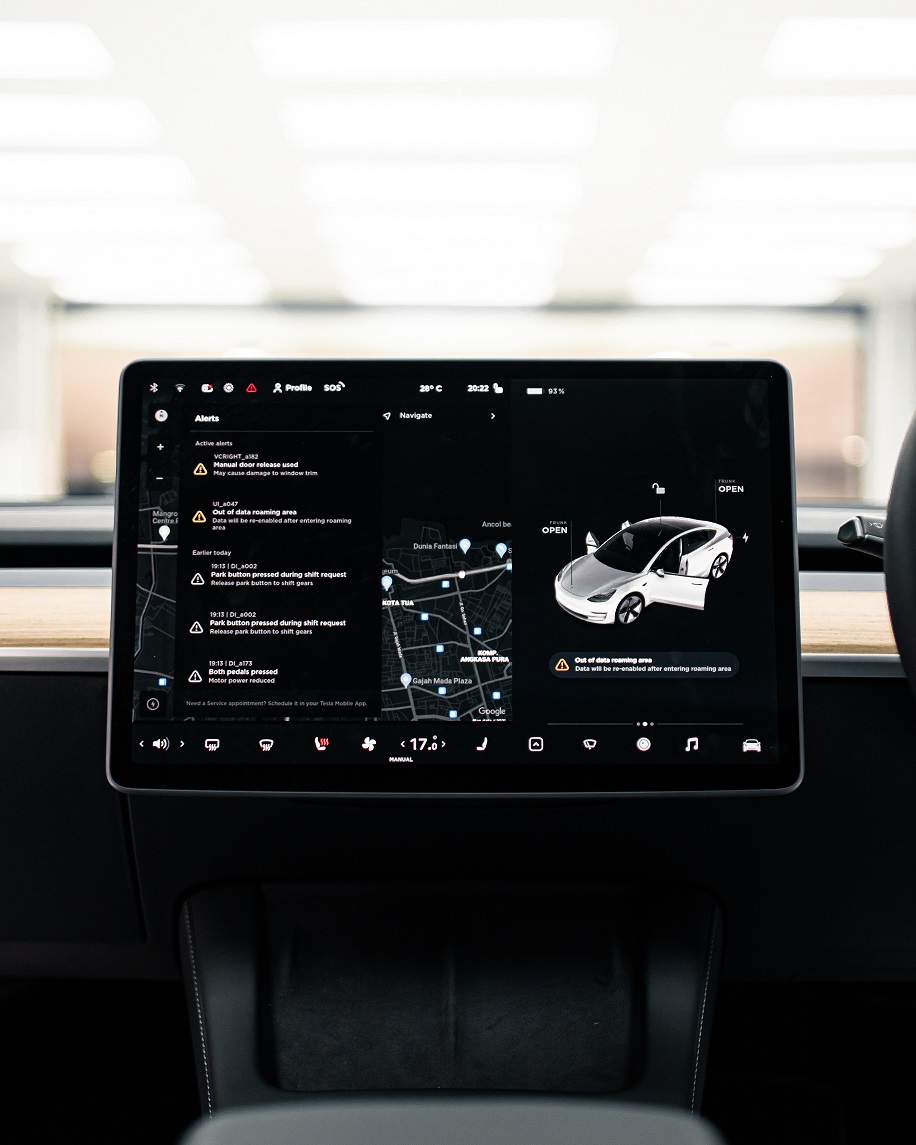 Profile
SOS
28° C
20:22
93 %
Alerts
Navigate
Active alerts
VCRIGHT_a182
Manual door release used
May cause damage to window trim
UI_a047
Out of data roaming area
Data will be re-enabled after entering roaming
area
Earlier today
19:13 | DI_a002
Park button pressed during shift request
Release park button to shift gears
19:13 | DI_a002
Park button pressed during shift request
Release park button to shift gears
19:13 | DI_a173
Both pedals pressed
Motor power reduced
Need a Service appointment? Schedule it in your Tesla Mobile App.
Mangro
Centre
Ancol be
Dunia Fantasi
eum
KOTA TUA
KOMP.
ANGKASA PURA
Gajah Mada Plaza
Google
TRUNK
OPEN
FRUNK
OPEN
Out of data roaming area
Data will be re-enabled after entering roaming area
17.0°
MANUAL